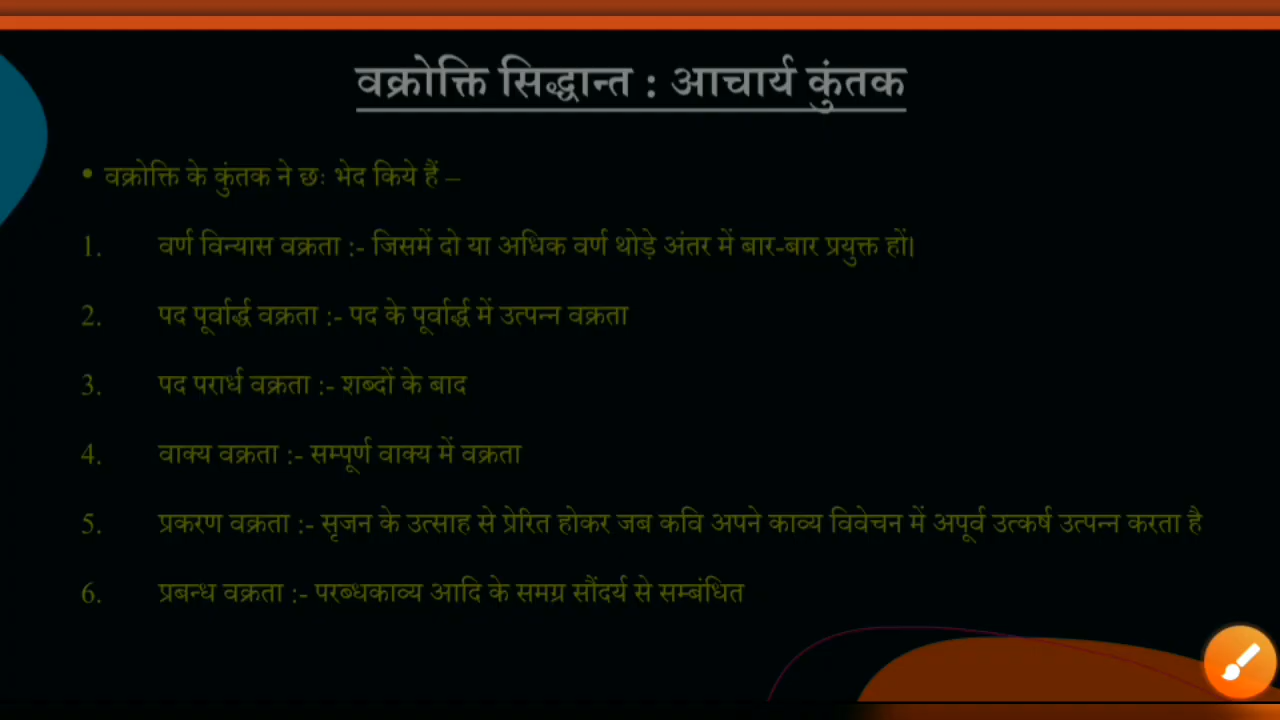 वक्रोक्ति सिद्धान्त : आचार्य कुंतक
• वक्रोक्ति के कुंतक ने छः भेद किये हैं –
1. वर्ण विन्यास वक्रता :- जिसमें दो या अधिक वर्ण थोड़े अंतर में बार-बार प्रयुक्त हों।
2. पद पूर्वार्द्ध वक्रता :- पद के पूर्वार्द्ध में उत्पन्न वक्रता
3. पद परार्ध वक्रता :- शब्दों के बाद
4. वाक्य वक्रता :- सम्पूर्ण वाक्य में वक्रता
5. प्रकरण वक्रता :- सृजन के उत्साह से प्रेरित होकर जब कवि अपने काव्य विवेचन में अपूर्व उत्कर्ष उत्पन्न करता है
6. प्रबन्ध वक्रता :- परब्धकाव्य आदि के समग्र सौंदर्य से सम्बंधित